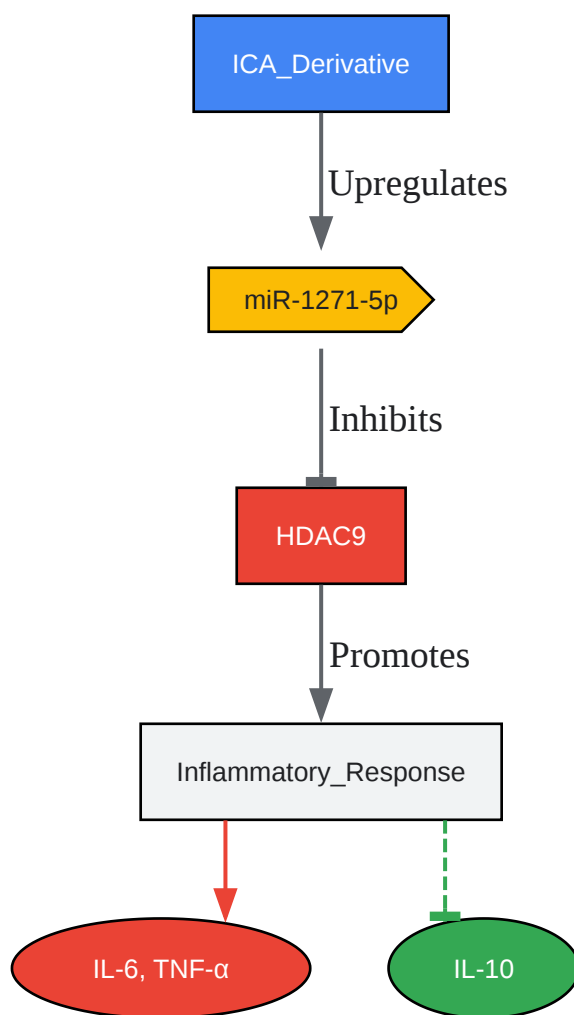 ICA_Derivative
Upregulates
miR-1271-5p
Inhibits
HDAC9
Promotes
Inflammatory_Response
IL-6, TNF-α
IL-10